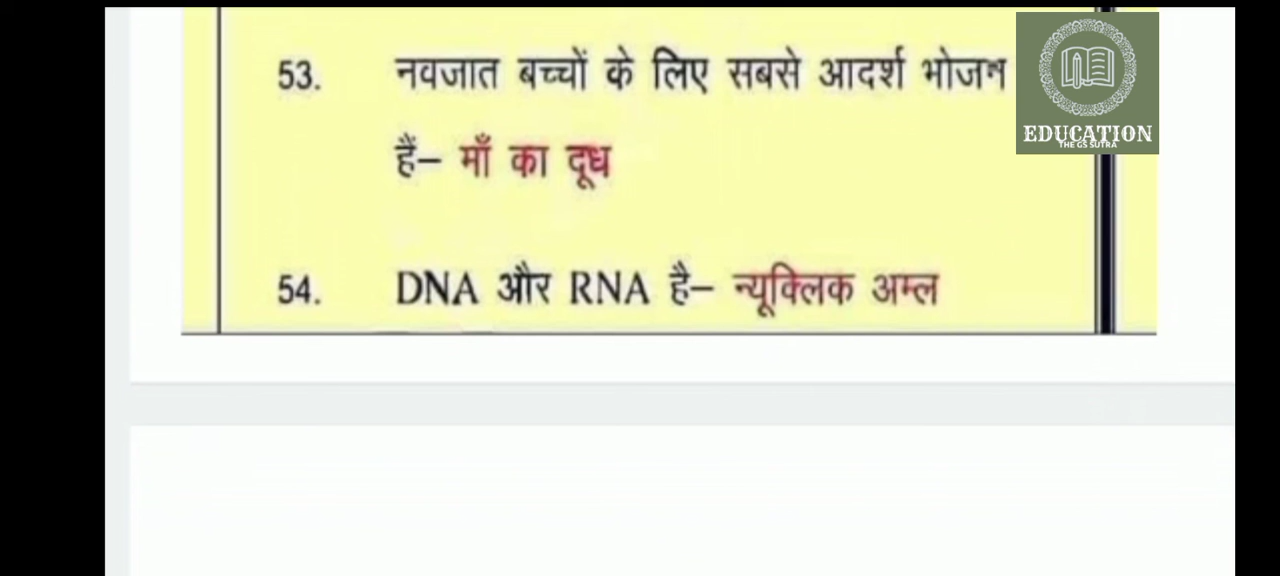 53. नवजात बच्चों के लिए सबसे आदर्श भोजन
हैं– माँ का दूध
54. DNA और RNA है– न्यूक्लिक अम्ल
EDUCATION
THE GS SUTRA